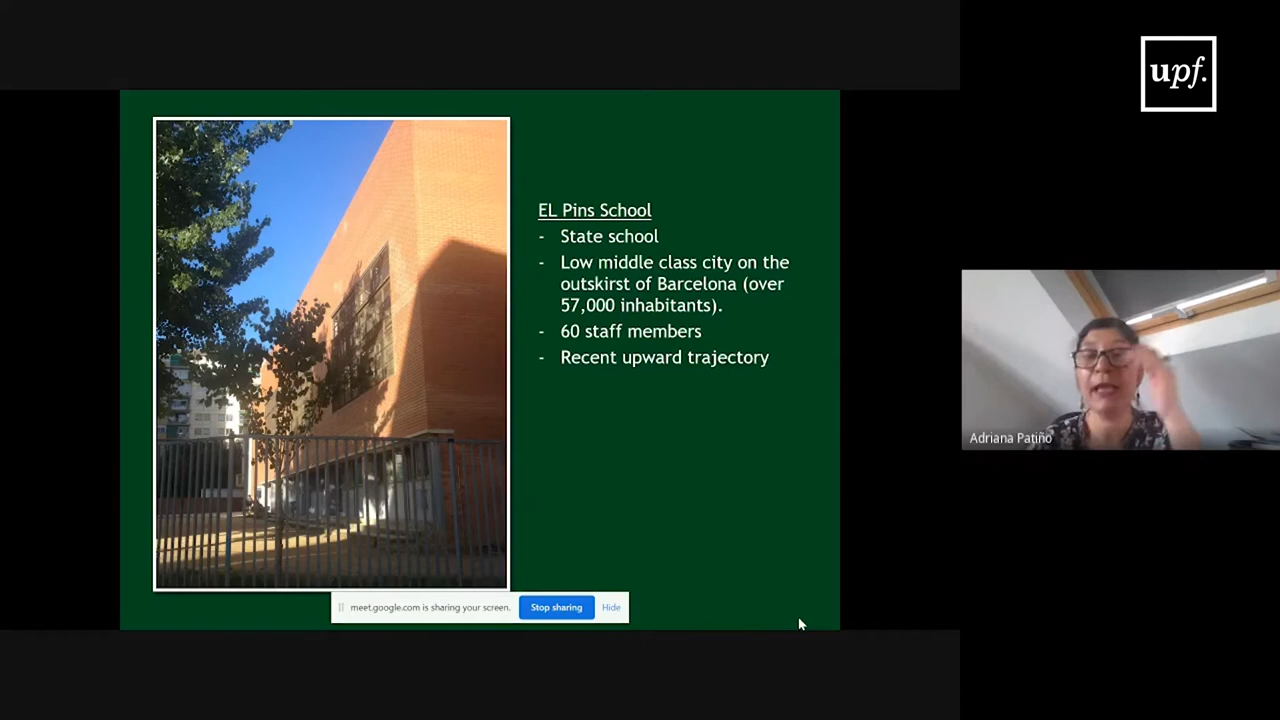 upf.
EL Pins School
- State school
- Low middle class city on the
outskirst of Barcelona (over
57,000 inhabitants).
- 60 staff members
- Recent upward trajectory
Adriana Patiño
meet.google.com is sharing your screen.
Stop sharing
Hide